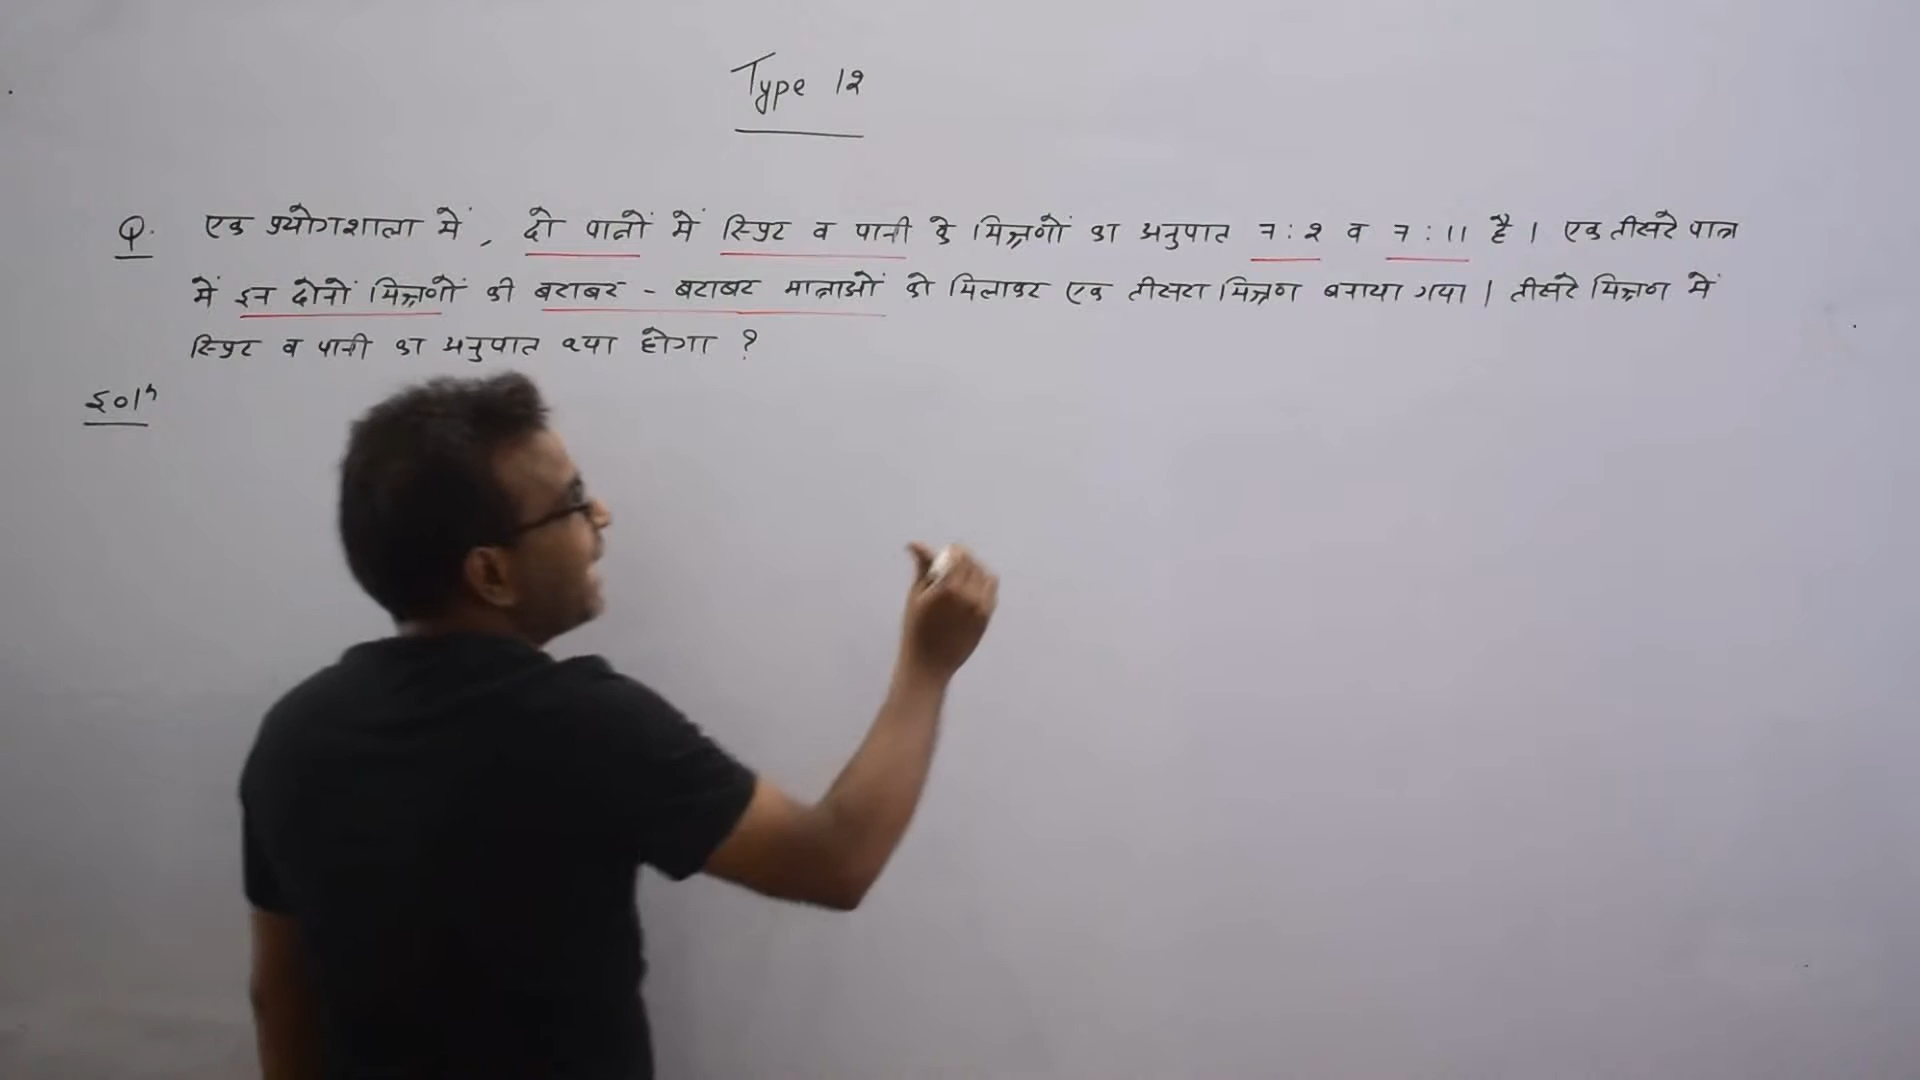 Type 12
Q. एक प्रयोगशाला में, दो पात्रों में स्प्रिट व पानी के मिश्रणों का अनुपात 7:2 व 7:11 है। एक तीसरे पात्र
में इन दोनों मिश्रणों की बराबर - बराबर मात्राओं को मिलाकर एक तीसरा मिश्रण बनाया गया। तीसरे मिश्रण में
स्प्रिट व पानी का अनुपात क्या होगा ?
Solⁿ